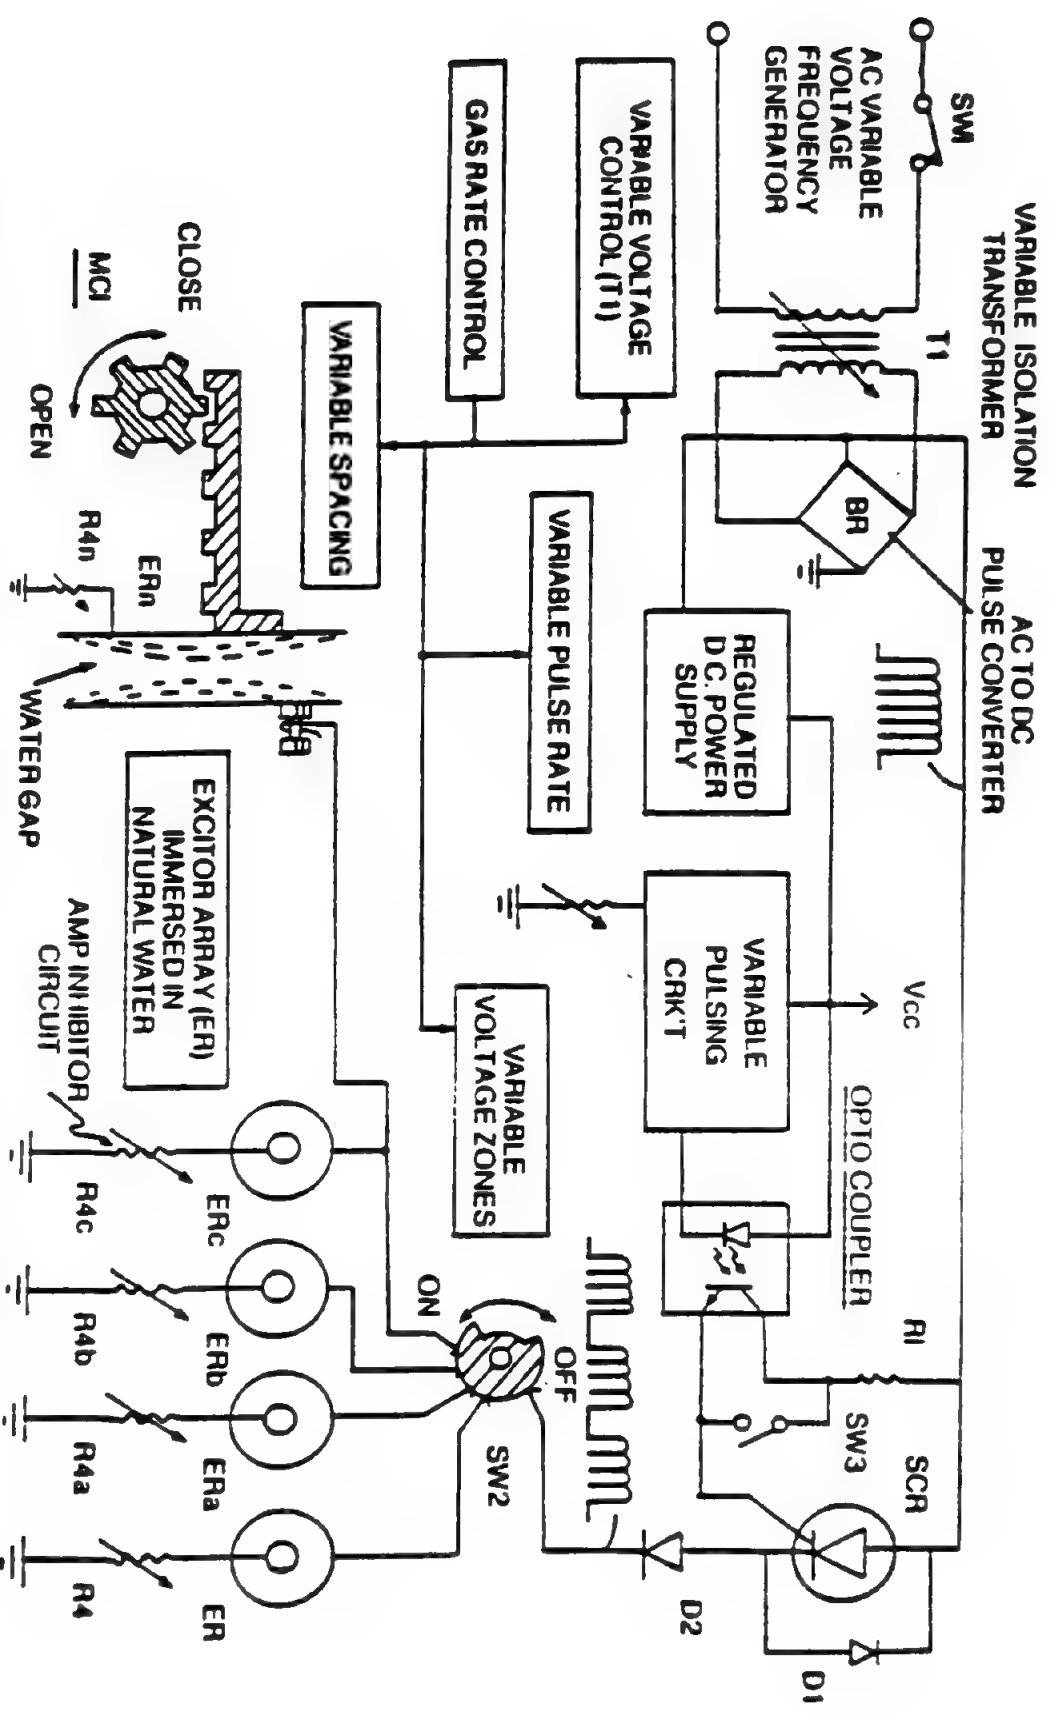 VARIABLE ISOLATION
TRANSFORMER
AC TO DC
PULSE CONVERTER
SW1
AC VARIABLE
VOLTAGE
FREQUENCY
GENERATOR
T1
BR
Vcc
OPTO COUPLER
R1
SCR
SW3
D1
D2
REGULATED
D.C. POWER
SUPPLY
VARIABLE
PULSING
CRK'T
VARIABLE VOLTAGE
CONTROL (T1)
VARIABLE PULSE RATE
GAS RATE CONTROL
VARIABLE
VOLTAGE ZONES
OFF
ON
SW2
VARIABLE SPACING
CLOSE
MCI
OPEN
R4n
ERn
WATER GAP
EXCITOR ARRAY (ER)
IMMERSED IN
NATURAL WATER
AMP INHIBITOR
CIRCUIT
ERc
ERb
ERa
ER
R4c
R4b
R4a
R4